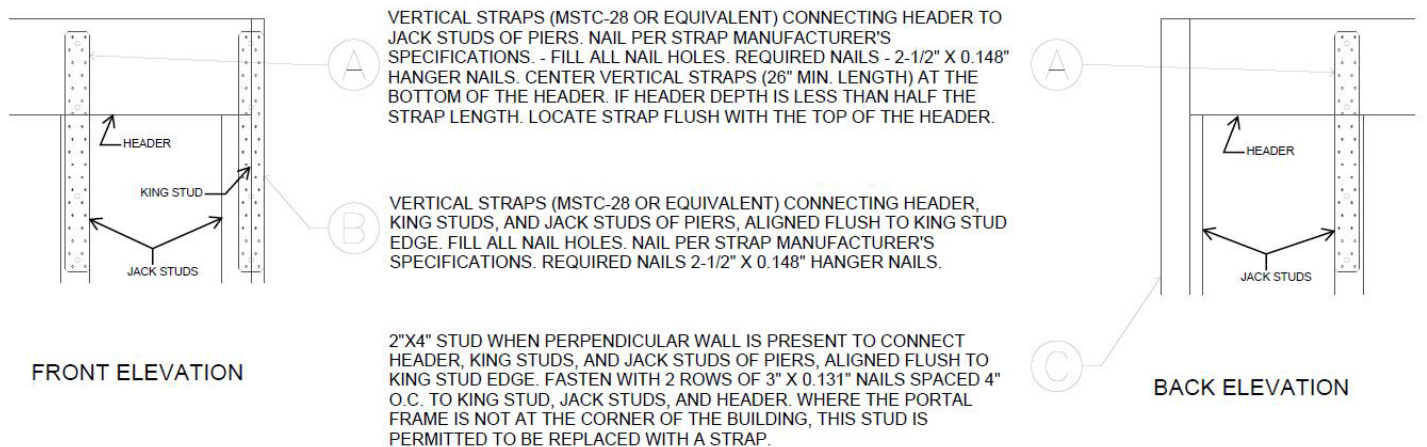 VERTICAL STRAPS (MSTC-28 OR EQUIVALENT) CONNECTING HEADER TO
JACK STUDS OF PIERS. NAIL PER STRAP MANUFACTURER'S
SPECIFICATIONS. - FILL ALL NAIL HOLES. REQUIRED NAILS - 2-1/2" X 0.148"
HANGER NAILS. CENTER VERTICAL STRAPS (26" MIN. LENGTH) AT THE
BOTTOM OF THE HEADER. IF HEADER DEPTH IS LESS THAN HALF THE
STRAP LENGTH. LOCATE STRAP FLUSH WITH THE TOP OF THE HEADER.
A
A
HEADER
KING STUD
JACK STUDS
HEADER
JACK STUDS
B
VERTICAL STRAPS (MSTC-28 OR EQUIVALENT) CONNECTING HEADER,
KING STUDS, AND JACK STUDS OF PIERS, ALIGNED FLUSH TO KING STUD
EDGE. FILL ALL NAIL HOLES. NAIL PER STRAP MANUFACTURER'S
SPECIFICATIONS. REQUIRED NAILS 2-1/2" X 0.148" HANGER NAILS.
2"X4" STUD WHEN PERPENDICULAR WALL IS PRESENT TO CONNECT
HEADER, KING STUDS, AND JACK STUDS OF PIERS, ALIGNED FLUSH TO
KING STUD EDGE. FASTEN WITH 2 ROWS OF 3" X 0.131" NAILS SPACED 4"
O.C. TO KING STUD, JACK STUDS, AND HEADER. WHERE THE PORTAL
FRAME IS NOT AT THE CORNER OF THE BUILDING, THIS STUD IS
PERMITTED TO BE REPLACED WITH A STRAP.
C
FRONT ELEVATION
BACK ELEVATION